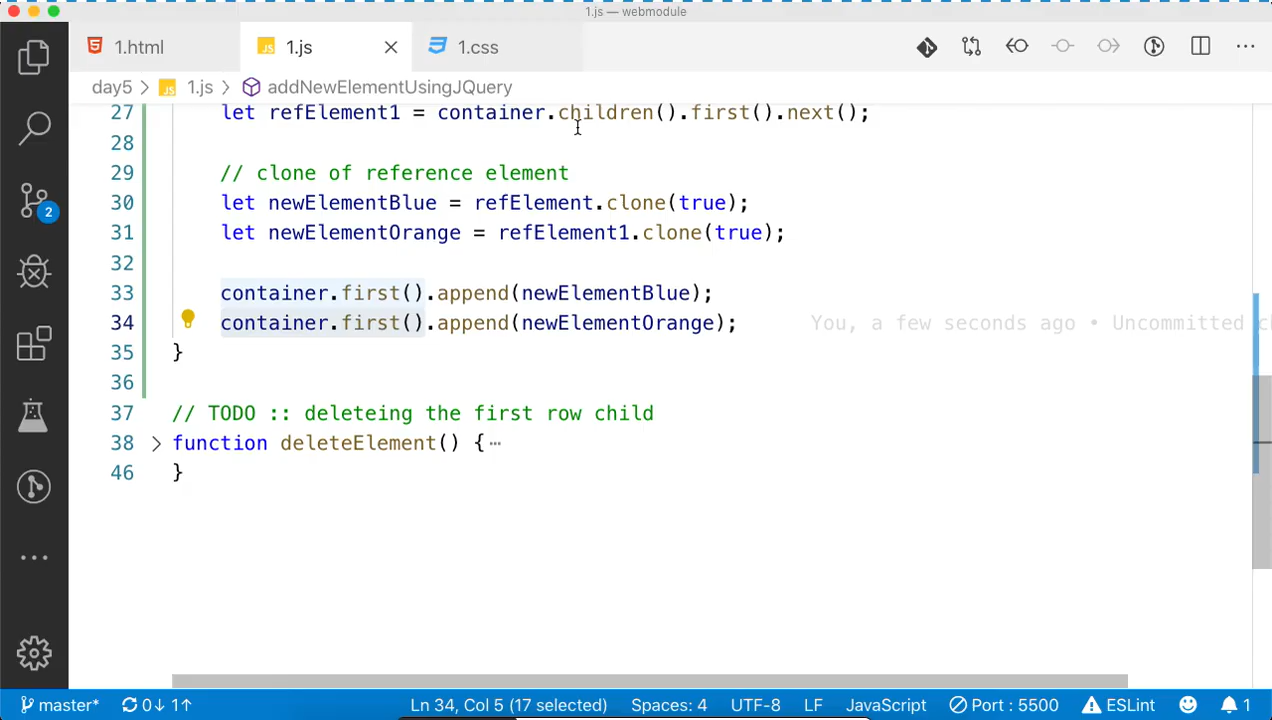 1.js — webmodule
1.html
JS 1.js
1.css
day5 > JS 1.js > addNewElementUsingJQuery
27 let refElement1 = container.children().first().next();
28
29 // clone of reference element
30 let newElementBlue = refElement.clone(true);
31 let newElementOrange = refElement1.clone(true);
32
33 container.first().append(newElementBlue);
34 container.first().append(newElementOrange); You, a few seconds ago • Uncommitted c
35 }
36
37 // TODO :: deleteing the first row child
38 function deleteElement() {⋯
46 }
2
master* 0↓ 1↑ Ln 34, Col 5 (17 selected) Spaces: 4 UTF-8 LF JavaScript Port : 5500 ESLint 1